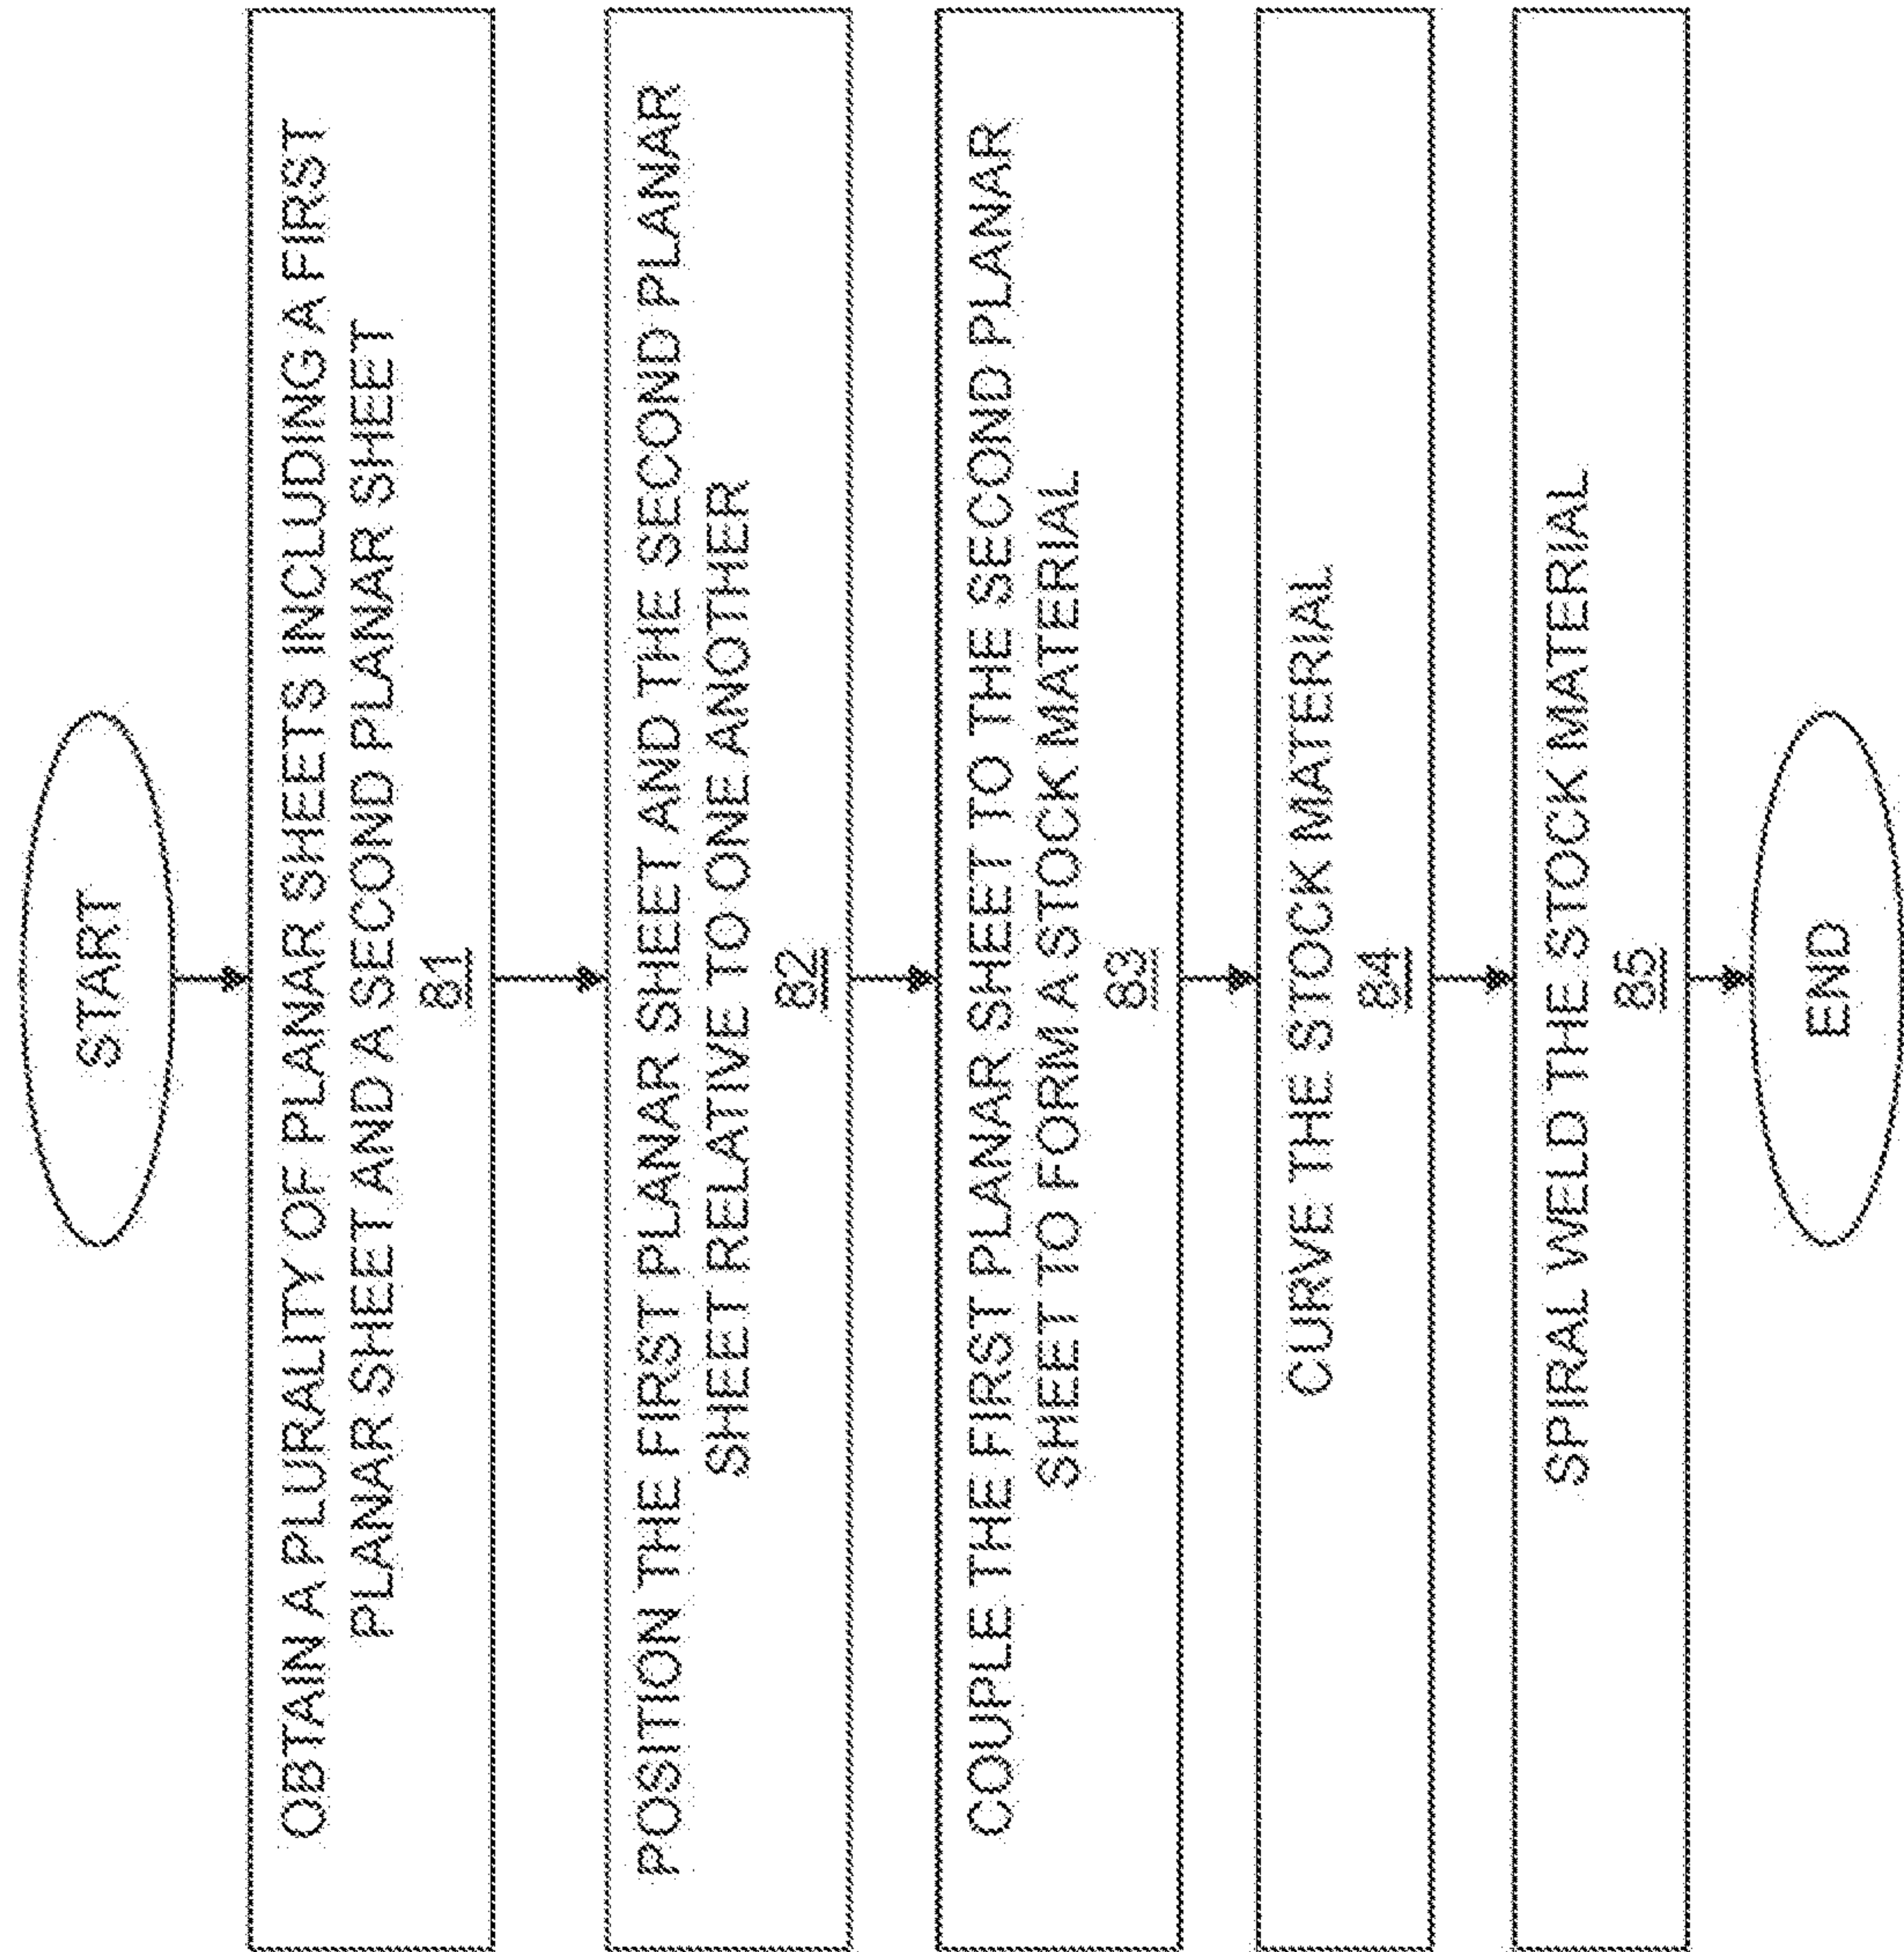 START
OBTAIN A PLURALITY OF PLANAR SHEETS INCLUDING A FIRST
PLANAR SHEET AND A SECOND PLANAR SHEET
81
POSITION THE FIRST PLANAR SHEET AND THE SECOND PLANAR
SHEET RELATIVE TO ONE ANOTHER
82
COUPLE THE FIRST PLANAR SHEET TO THE SECOND PLANAR
SHEET TO FORM A STOCK MATERIAL
83
CURVE THE STOCK MATERIAL
84
SPIRAL WELD THE STOCK MATERIAL
85
END